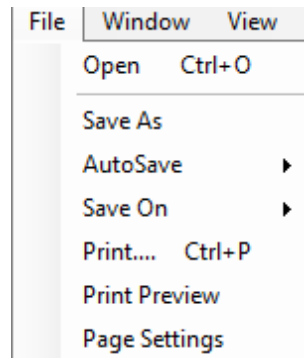 File Window View
Open Ctrl+O
Save As
AutoSave
Save On
Print.... Ctrl+P
Print Preview
Page Settings